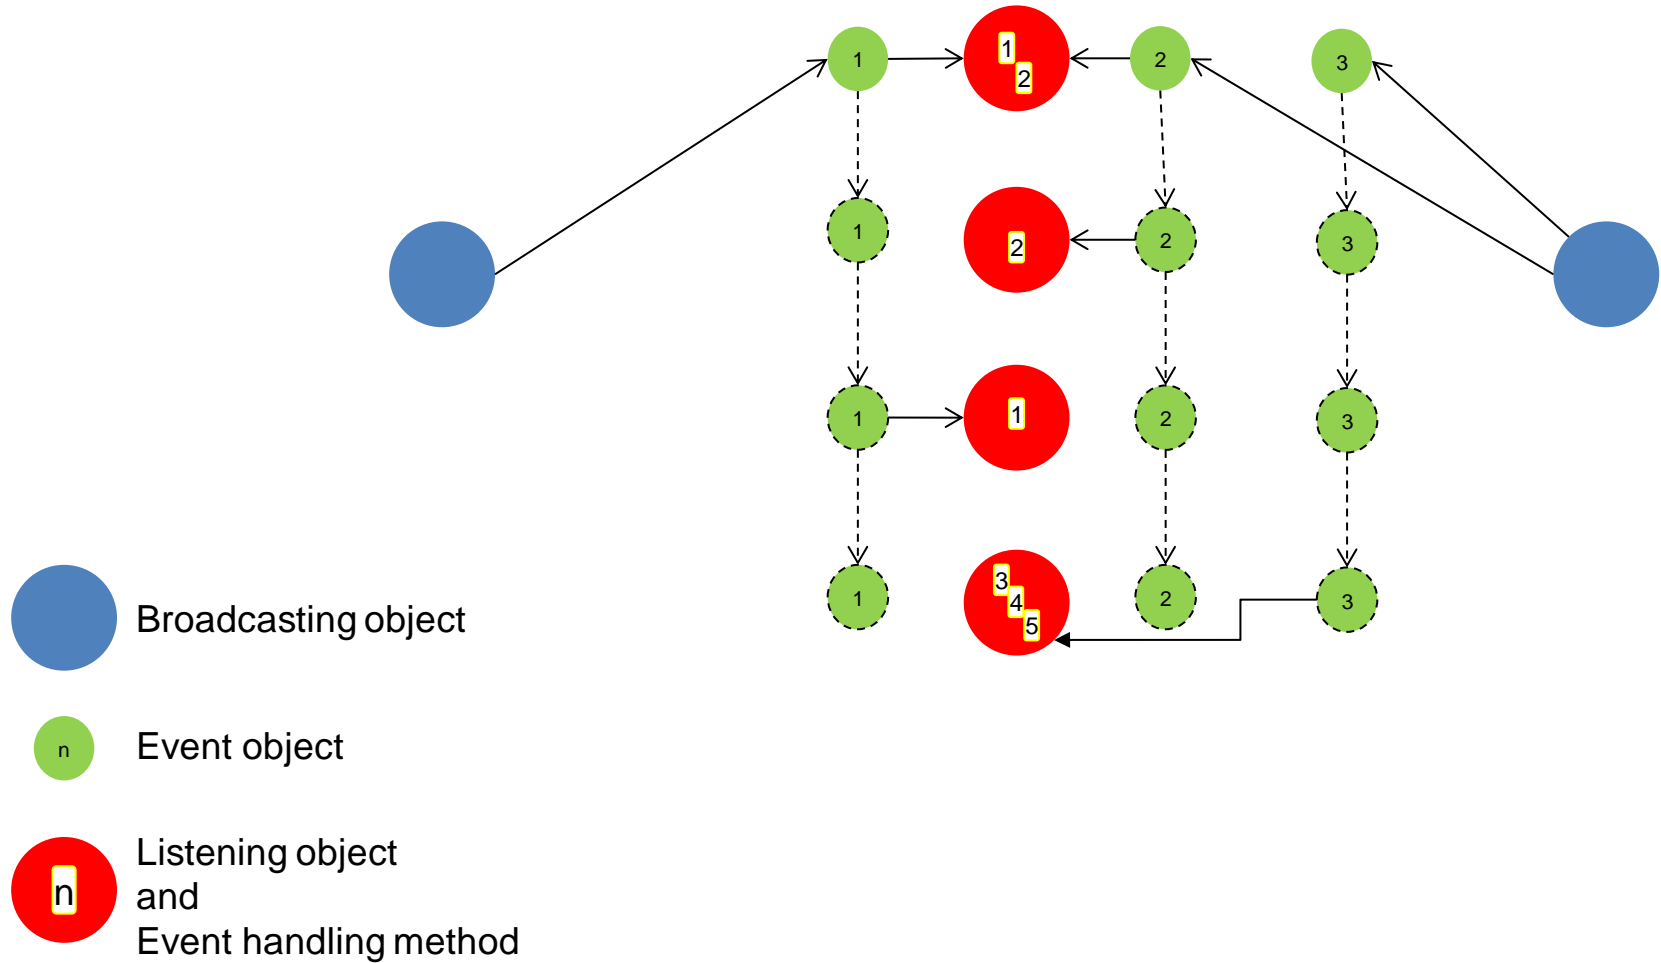 1
1
2
2
3
1
2
2
3
1
1
2
3
1
3
4
5
2
3
Broadcasting object
n
Event object
n
Listening object
and
Event handling method